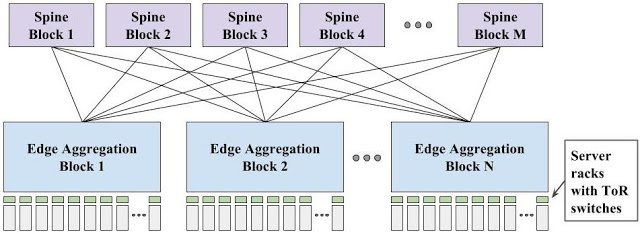 Spine
Block 1
Spine
Block 2
Spine
Block 3
Spine
Block 4
Spine
Block M
Edge Aggregation
Block 1
Edge Aggregation
Block 2
Edge Aggregation
Block N
Server
racks
with ToR
switches